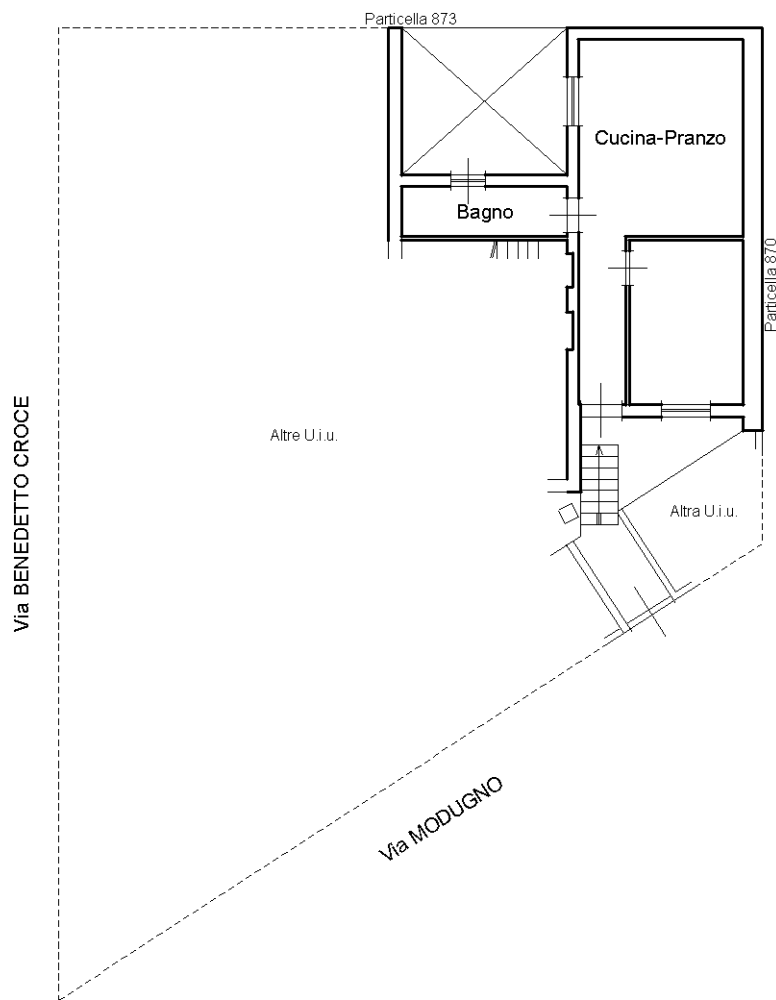 Particella 873
Cucina-Pranzo
Bagno
Particella 870
Via BENEDETTO CROCE
Altre U.i.u.
Altra U.i.u.
Via MODUGNO